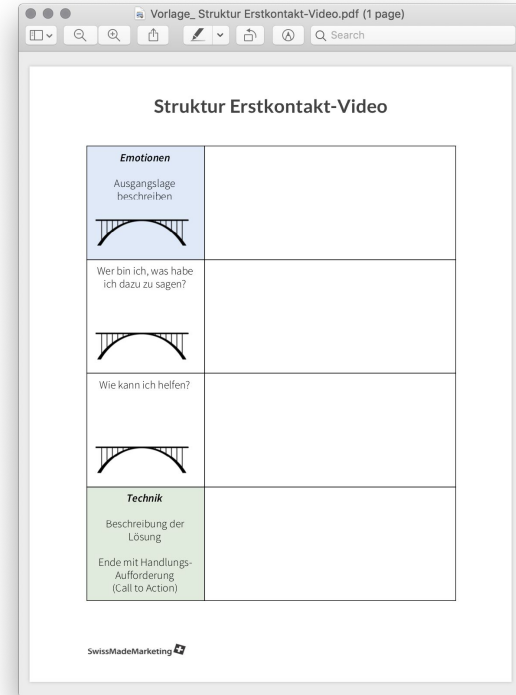 Vorlage_ Struktur Erstkontakt-Video.pdf (1 page)
Search
Struktur Erstkontakt-Video
Emotionen
Ausgangslage
beschreiben
Wer bin ich, was habe
ich dazu zu sagen?
Wie kann ich helfen?
Technik
Beschreibung der
Lösung
Ende mit Handlungs-
Aufforderung
(Call to Action)
SwissMadeMarketing